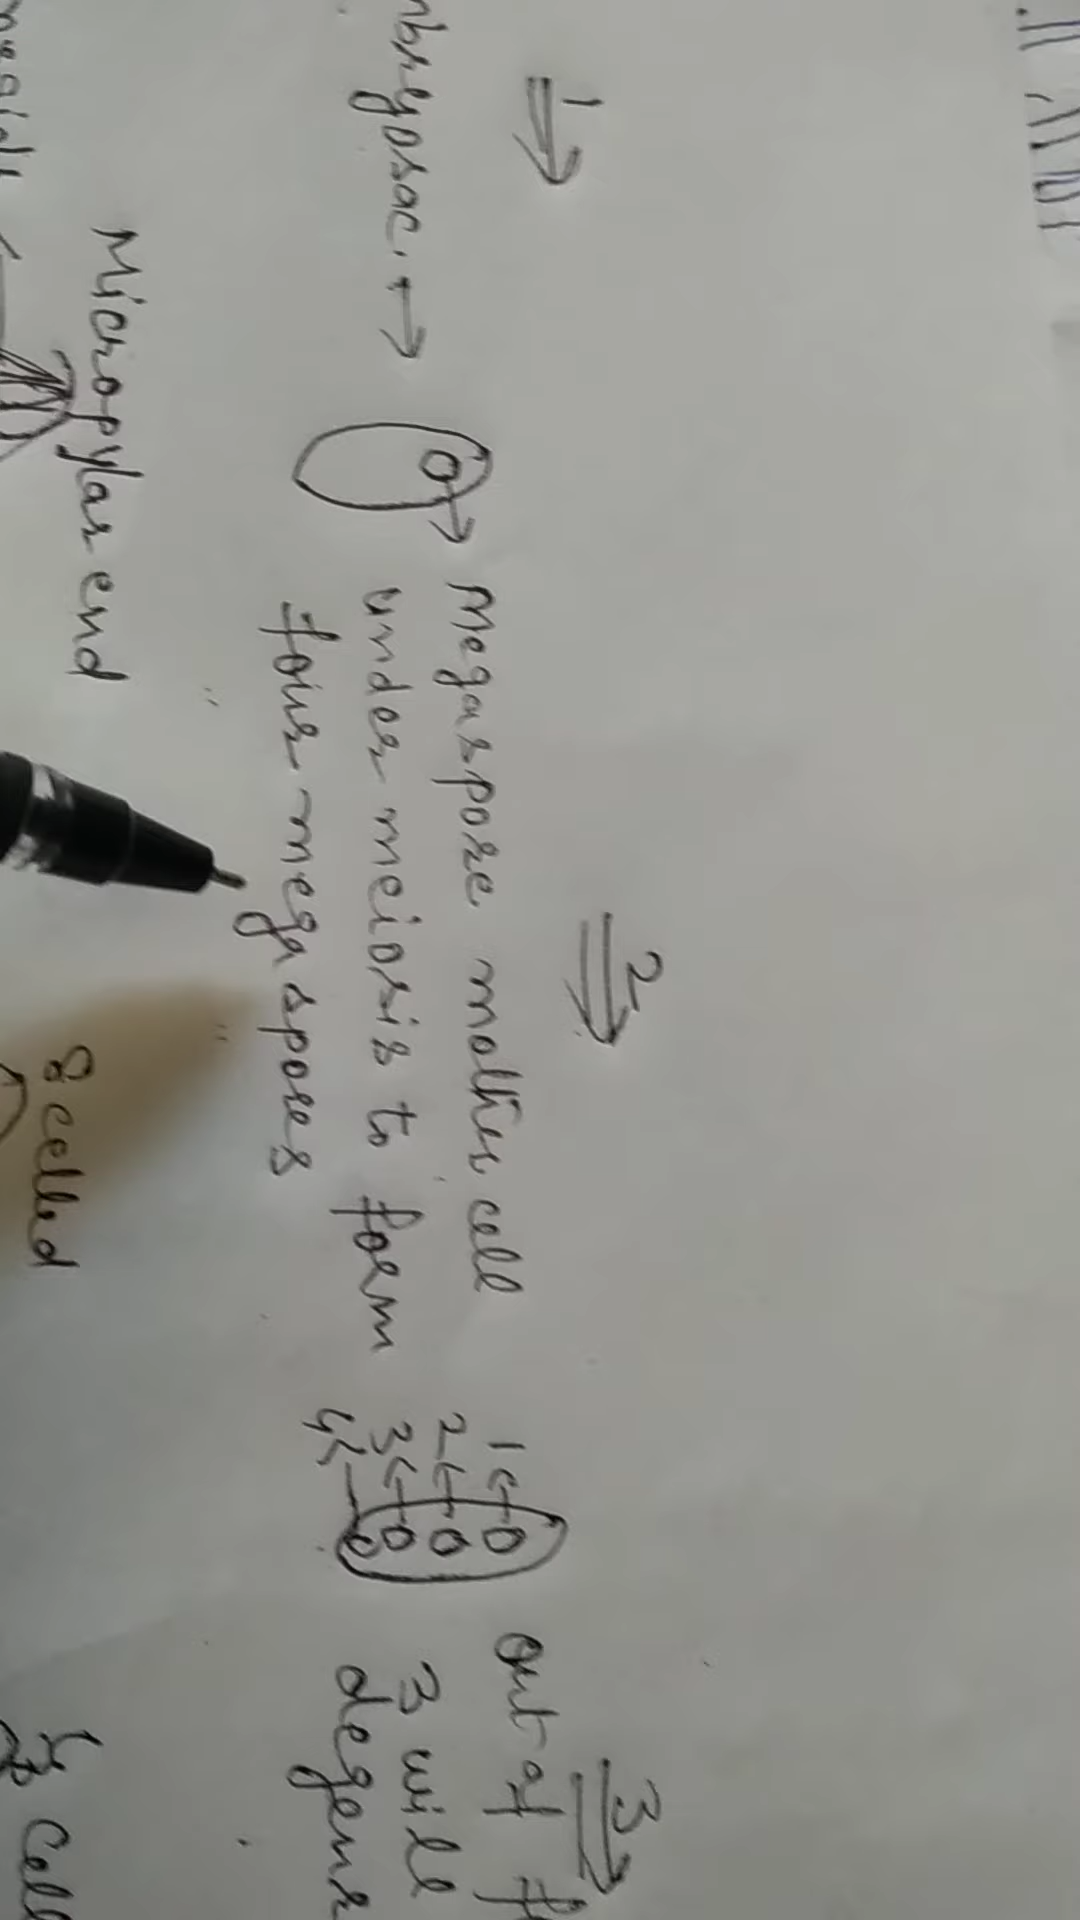 1
2
3
mbryosac.
Megaspore mother cell
under meiosis to form
four megaspores
1
2
3
4
out of
3 will
degener
Micropylar end
8 celled
Cell